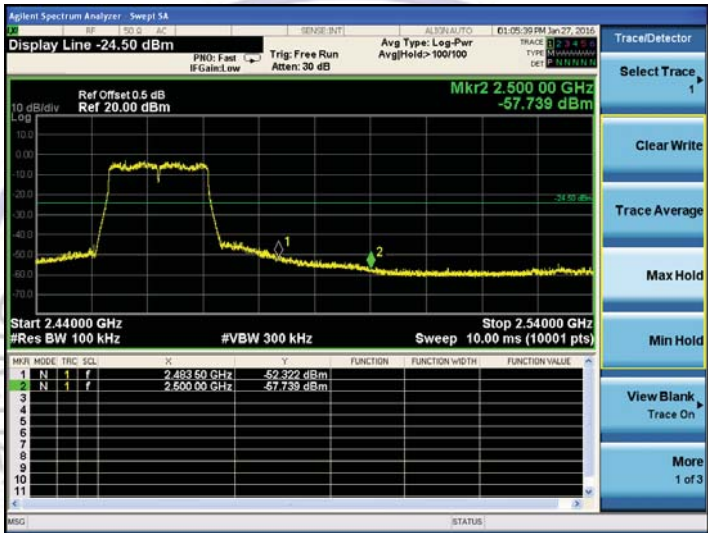 Agilent Spectrum Analyzer - Swept SA
RF 50 Ω AC SENSE:INT ALIGN AUTO 01:05:39 PM Jan 27, 2016
Display Line -24.50 dBm
PNO: Fast
IFGain:Low
Trig: Free Run
Atten: 30 dB
Avg Type: Log-Pwr
Avg|Hold:>100/100
TRACE 1 2 3 4 5 6
TYPE M
DET P N N N N N
Ref Offset 0.5 dB
10 dB/div Ref 20.00 dBm
Log
Mkr2 2.500 00 GHz
-57.739 dBm
10.0
0.00
-10.0
-20.0
-24.50 dBm
-30.0
-40.0
-50.0
-60.0
-70.0
1
2
Start 2.44000 GHz Stop 2.54000 GHz
#Res BW 100 kHz #VBW 300 kHz Sweep 10.00 ms (10001 pts)
MKR MODE TRC SCL X Y FUNCTION FUNCTION WIDTH FUNCTION VALUE
1 N 1 f 2.483 50 GHz -52.322 dBm
2 N 1 f 2.500 00 GHz -57.739 dBm
3
4
5
6
7
8
9
10
11
MSG STATUS
Trace/Detector
Select Trace
1
Clear Write
Trace Average
Max Hold
Min Hold
View Blank
Trace On
More
1 of 3